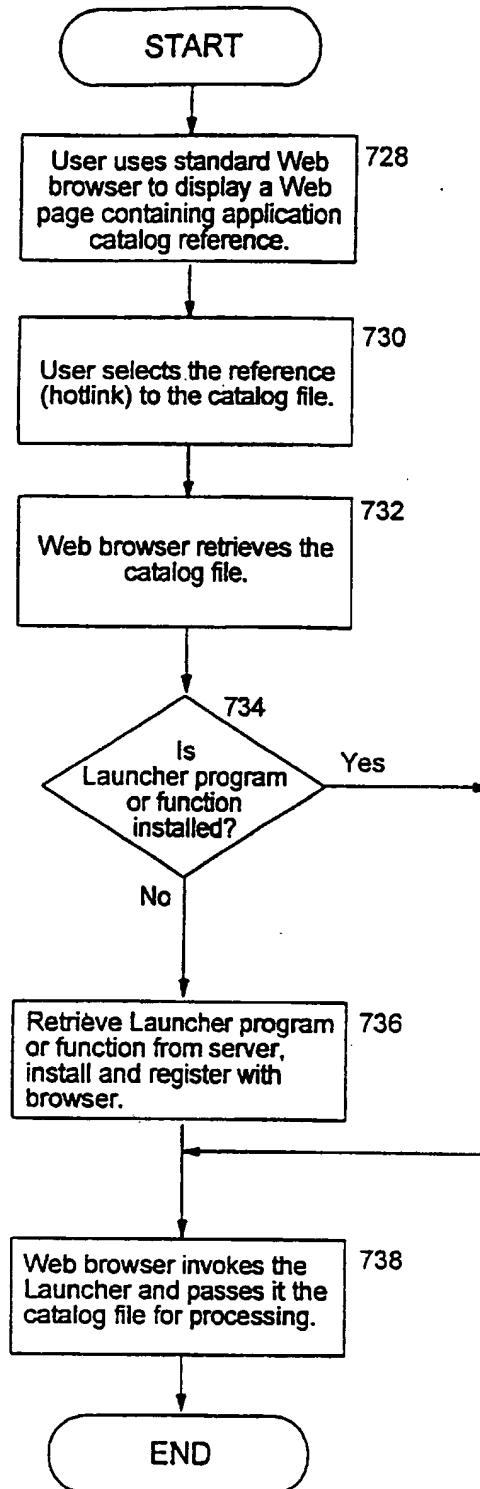 START
728
User uses standard Web
browser to display a Web
page containing application
catalog reference.
730
User selects the reference
(hotlink) to the catalog file.
732
Web browser retrieves the
catalog file.
734
Is
Launcher program
or function
installed?
Yes
No
736
Retrieve Launcher program
or function from server,
install and register with
browser.
738
Web browser invokes the
Launcher and passes it the
catalog file for processing.
END